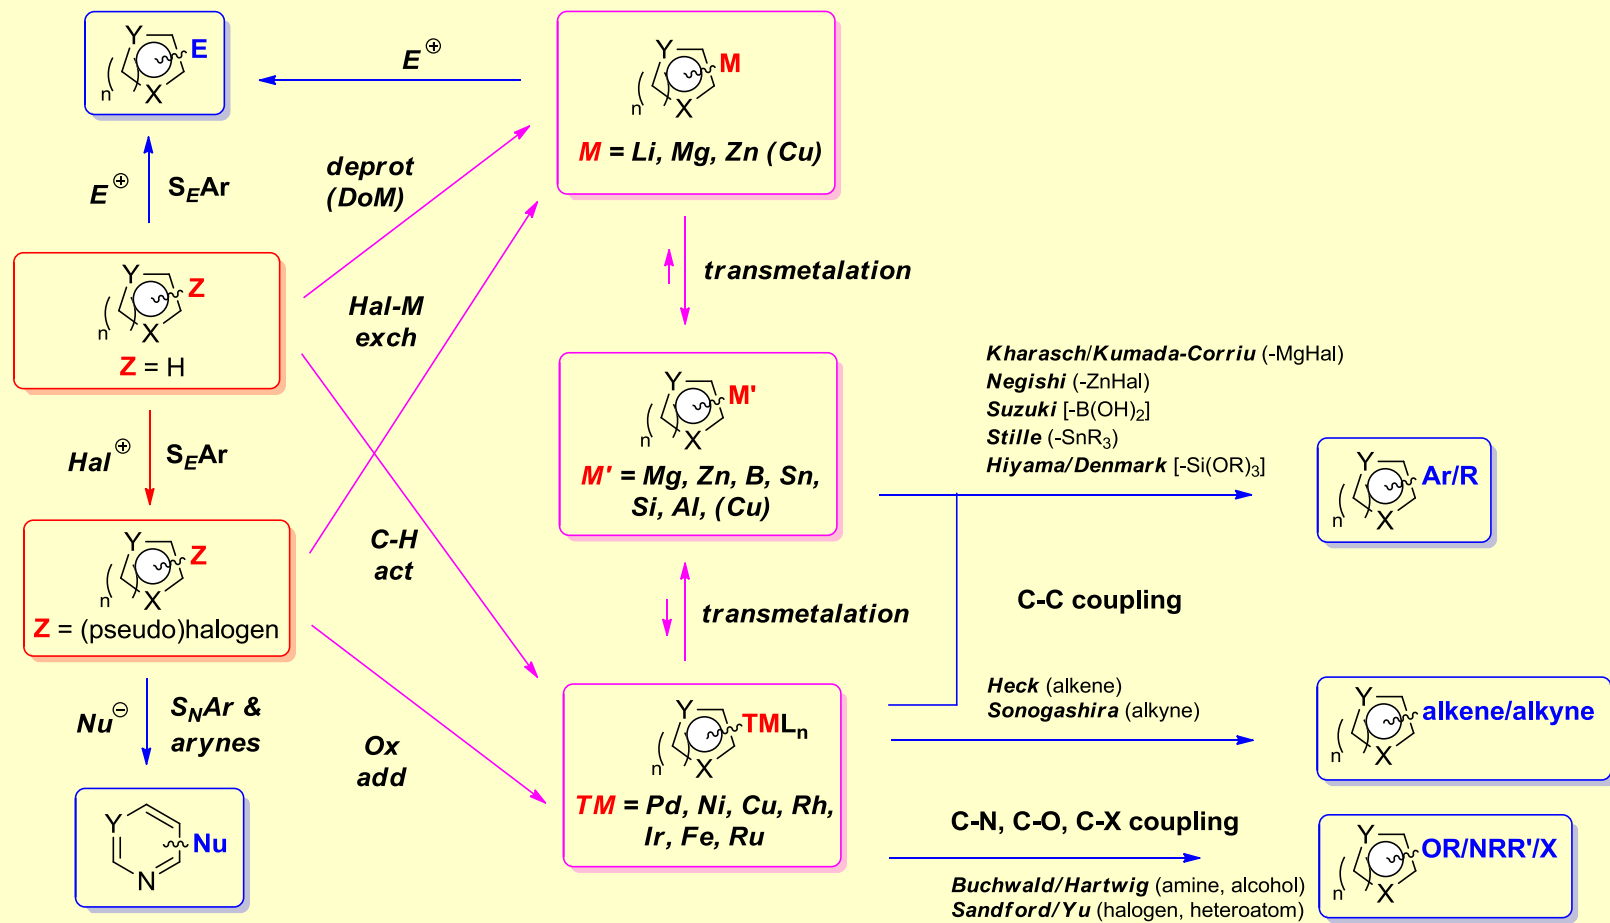 Y
E
X
n
E⊕
Y
M
X
n
M = Li, Mg, Zn (Cu)
E⊕ SEAr
deprot
(DoM)
Y
Z
X
n
Z = H
Hal-M
exch
transmetalation
Hal⊕ SEAr
Y
M'
X
n
M' = Mg, Zn, B, Sn,
Si, Al, (Cu)
Kharasch/Kumada-Corriu (-MgHal)
Negishi (-ZnHal)
Suzuki [-B(OH)2]
Stille (-SnR3)
Hiyama/Denmark [-Si(OR)3]
Y
Ar/R
X
n
Y
Z
X
n
Z = (pseudo)halogen
C-H
act
transmetalation
C-C coupling
Nu⊖ SNAr &
arynes
Ox
add
Y
TMLn
X
n
TM = Pd, Ni, Cu, Rh,
Ir, Fe, Ru
Heck (alkene)
Sonogashira (alkyne)
Y
alkene/alkyne
X
n
Y
Nu
N
C-N, C-O, C-X coupling
Buchwald/Hartwig (amine, alcohol)
Sandford/Yu (halogen, heteroatom)
Y
OR/NRR'/X
X
n